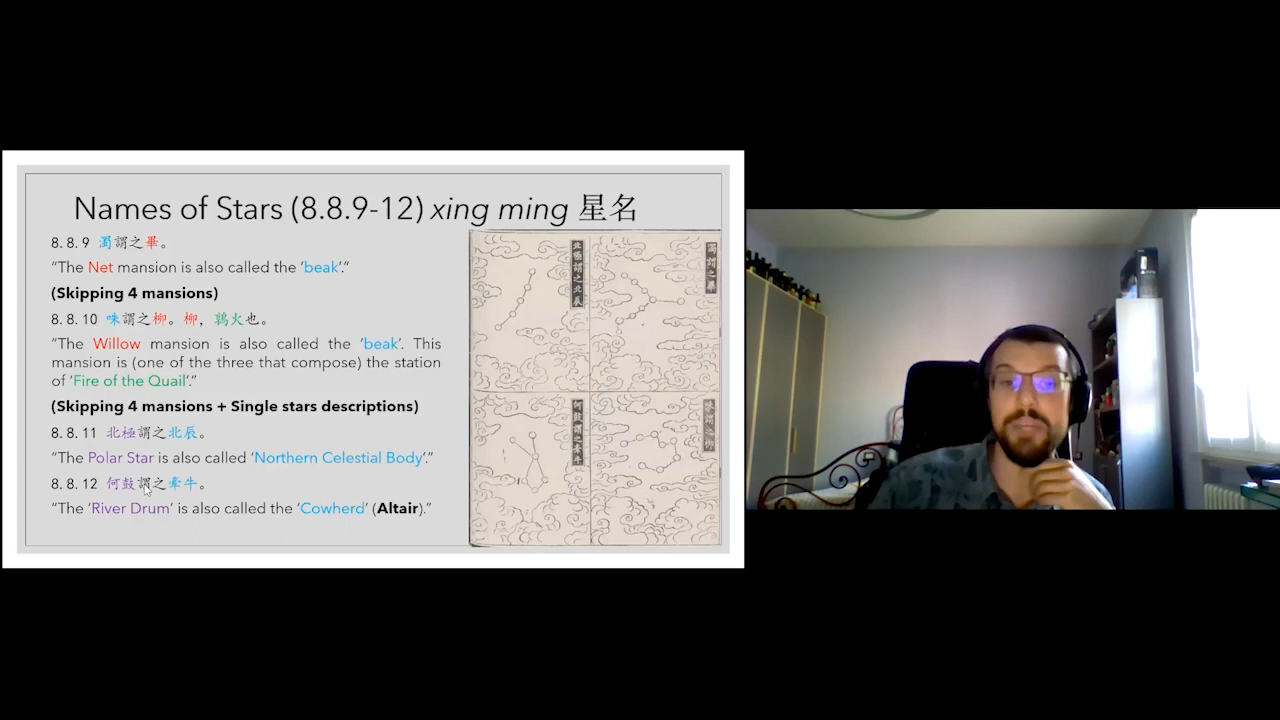 Names of Stars (8.8.9-12) xing ming 星名
8.8.9 濁謂之畢。
“The Net mansion is also called the ‘beak’.”
(Skipping 4 mansions)
8.8.10 咮謂之柳。柳，鶉火也。
“The Willow mansion is also called the ‘beak’. This
mansion is (one of the three that compose) the station
of ‘Fire of the Quail’.”
(Skipping 4 mansions + Single stars descriptions)
8.8.11 北極謂之北辰。
“The Polar Star is also called ‘Northern Celestial Body’.”
8.8.12 何鼓謂之牽牛。
“The ‘River Drum’ is also called the ‘Cowherd’ (Altair).”
濁謂之畢
北極謂之北辰
咮謂之柳
何鼓謂之牽牛